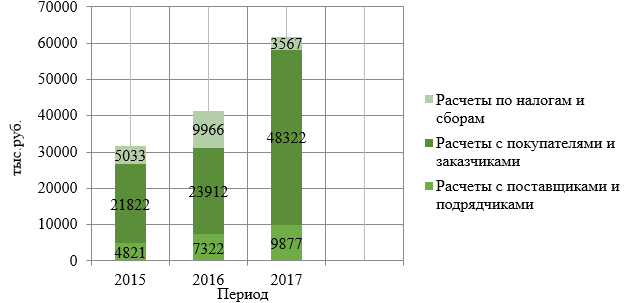 70000
60000
50000
40000
30000
20000
10000
0
тыс.руб.
5033
21822
4821
9966
23912
7322
3567
48322
9877
2015 2016 2017
Период
Расчеты по налогам и
сборам
Расчеты с покупателями и
заказчиками
Расчеты с поставщиками и
подрядчиками